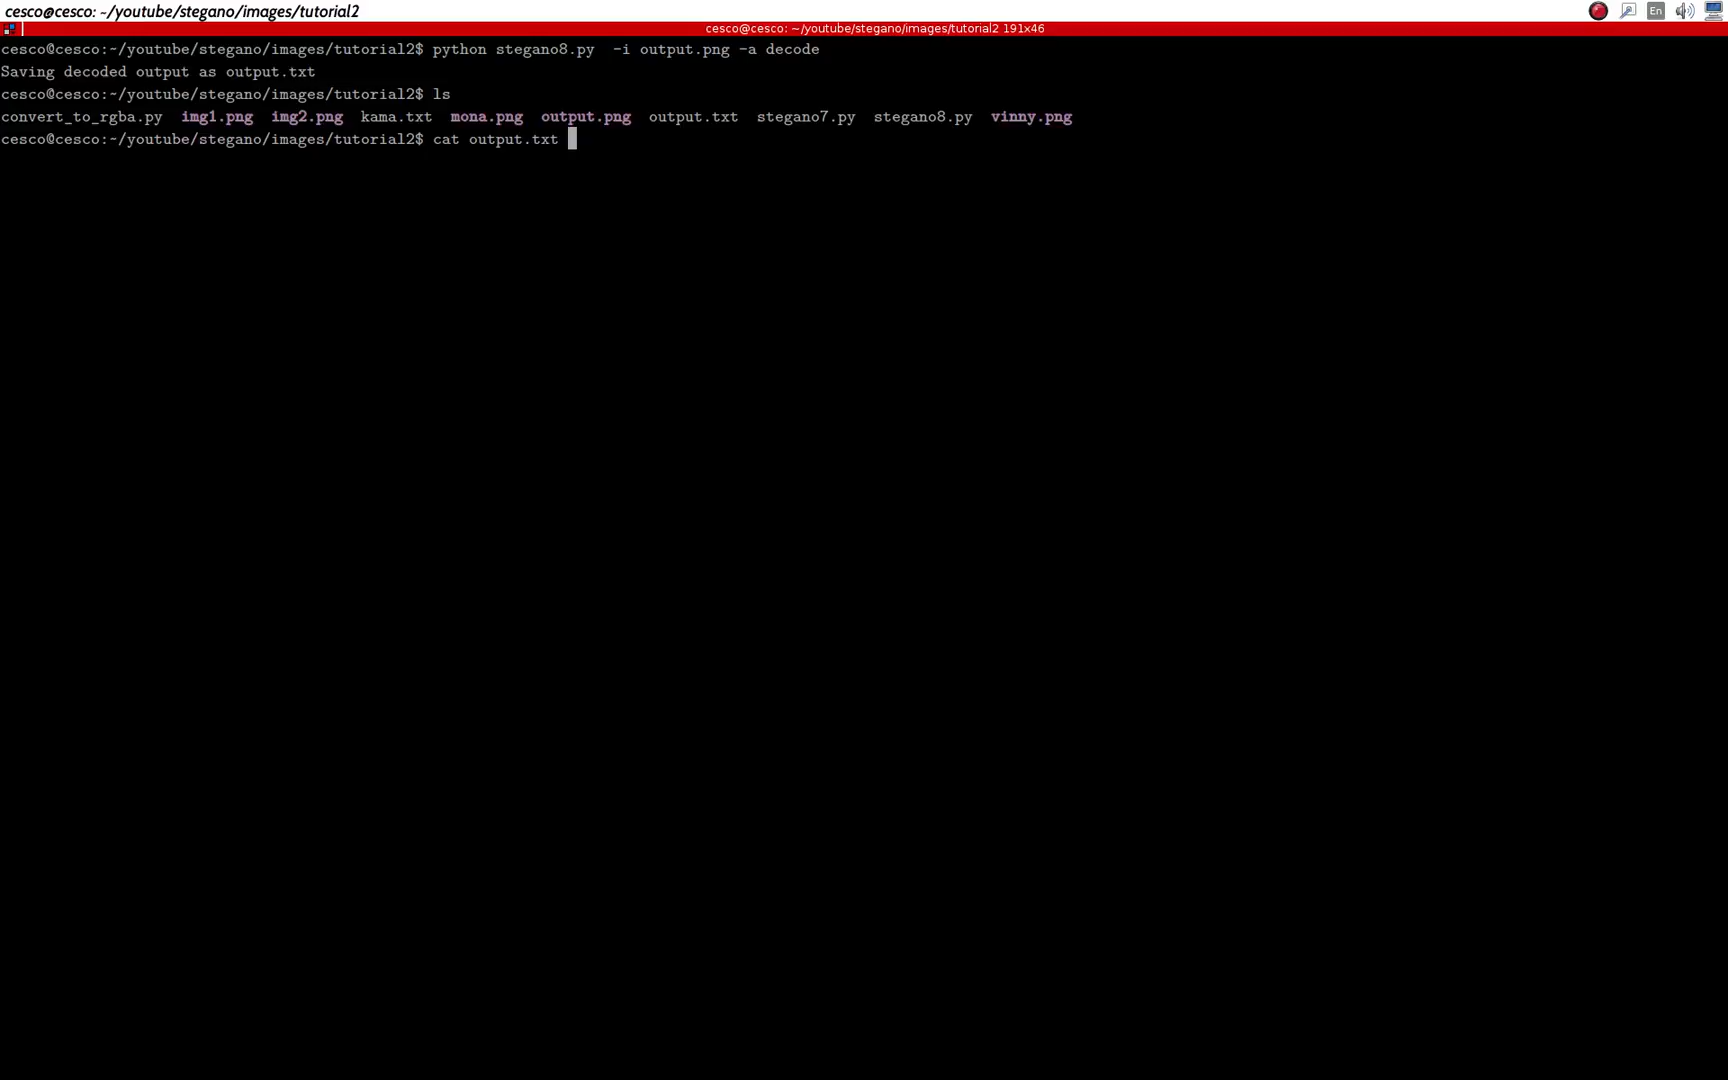 cesco@cesco: ~/youtube/stegano/images/tutorial2
En
cesco@cesco: ~/youtube/stegano/images/tutorial2 191x46
cesco@cesco:~/youtube/stegano/images/tutorial2$ python stegano8.py  -i output.png -a decode
Saving decoded output as output.txt
cesco@cesco:~/youtube/stegano/images/tutorial2$ ls
convert_to_rgba.py  img1.png  img2.png  kama.txt  mona.png  output.png  output.txt  stegano7.py  stegano8.py  vinny.png
cesco@cesco:~/youtube/stegano/images/tutorial2$ cat output.txt